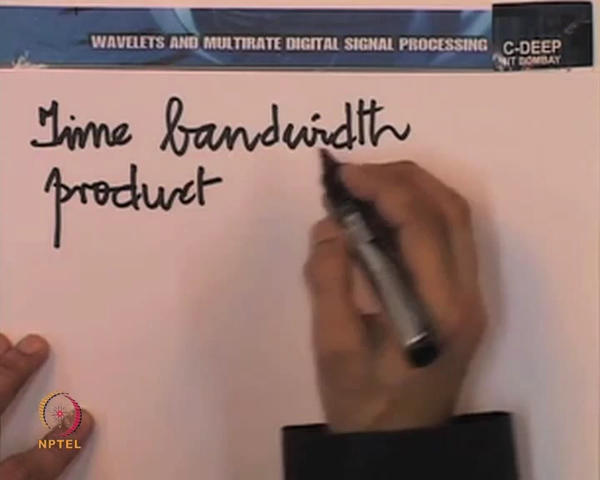 WAVELETS AND MULTIRATE DIGITAL SIGNAL PROCESSING
C-DEEP
IIT BOMBAY
Time bandwidth
product
NPTEL